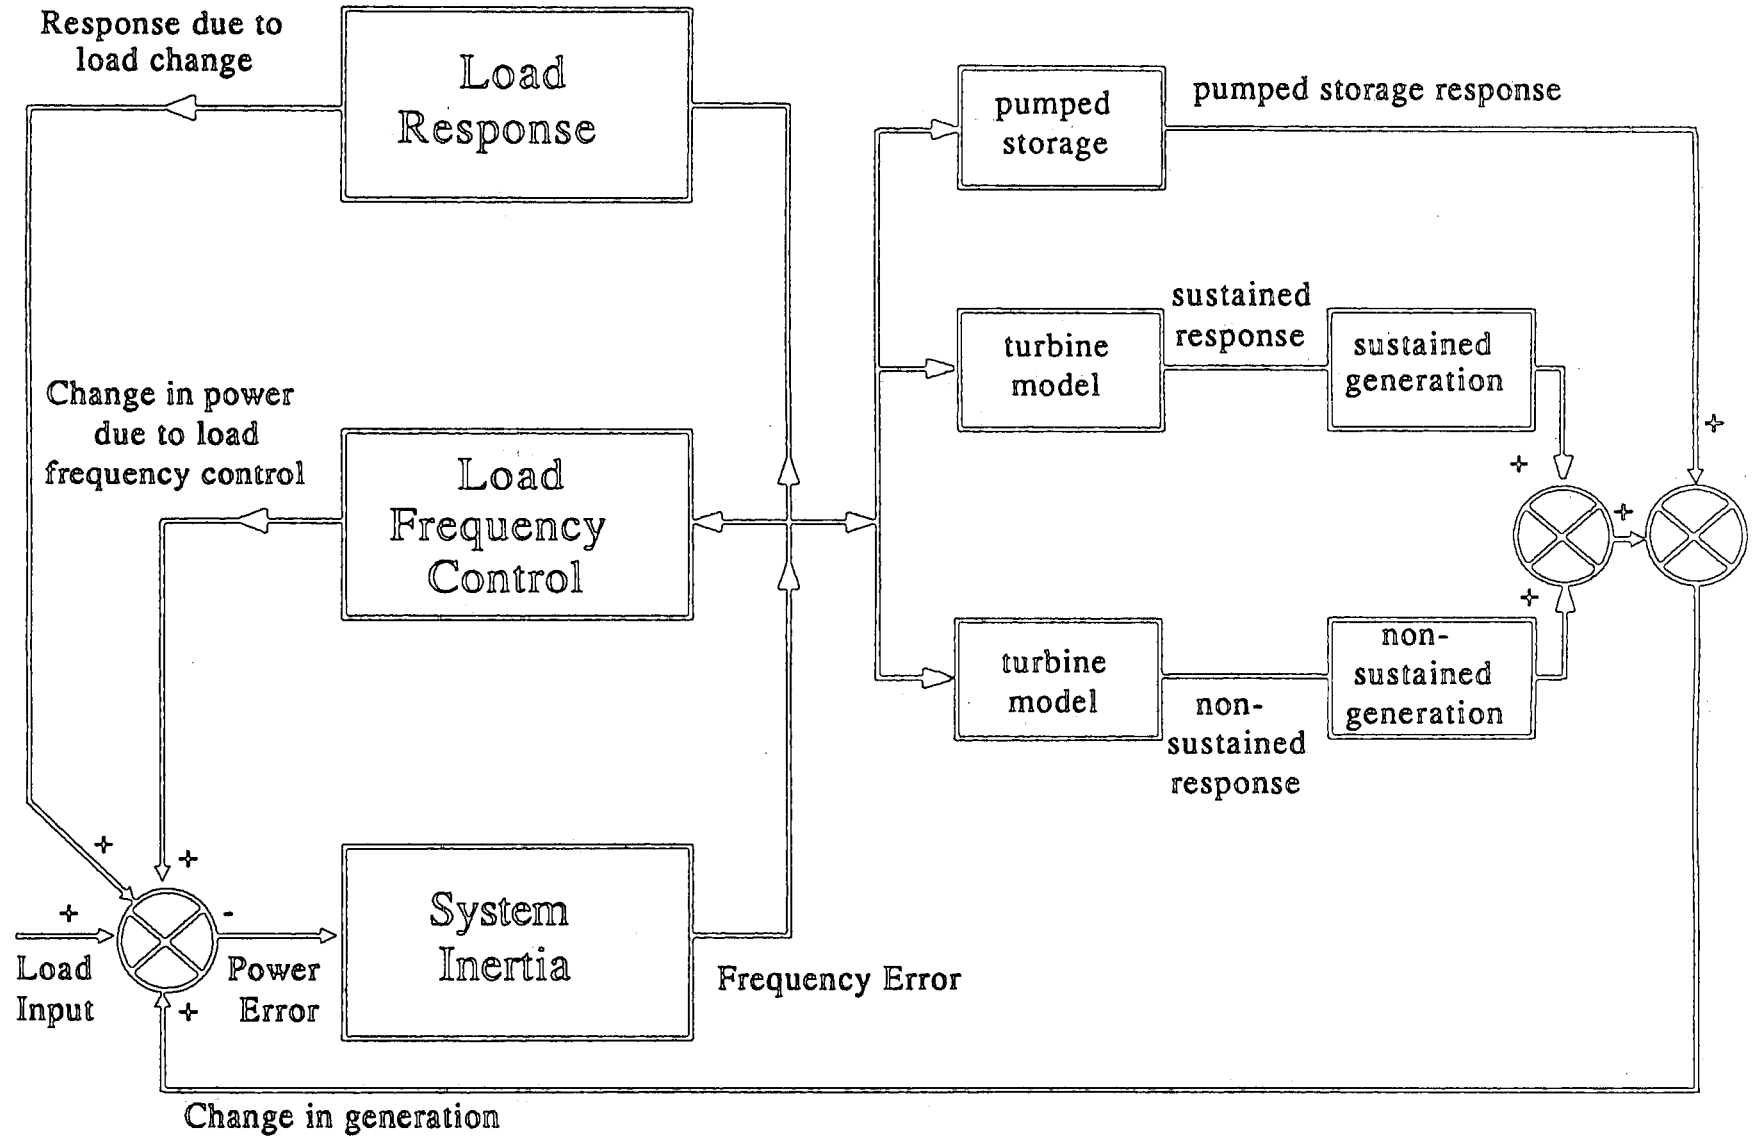 Response due to
load change
Load
Response
pumped
storage
pumped storage response
sustained
response
turbine
model
sustained
generation
Change in power
due to load
frequency control
Load
Frequency
Control
+
+
+
+
non-
sustained
generation
turbine
model
non-
sustained
response
+
+
+
-
System
Inertia
Load
Input
Power
Error
Frequency Error
+
Change in generation